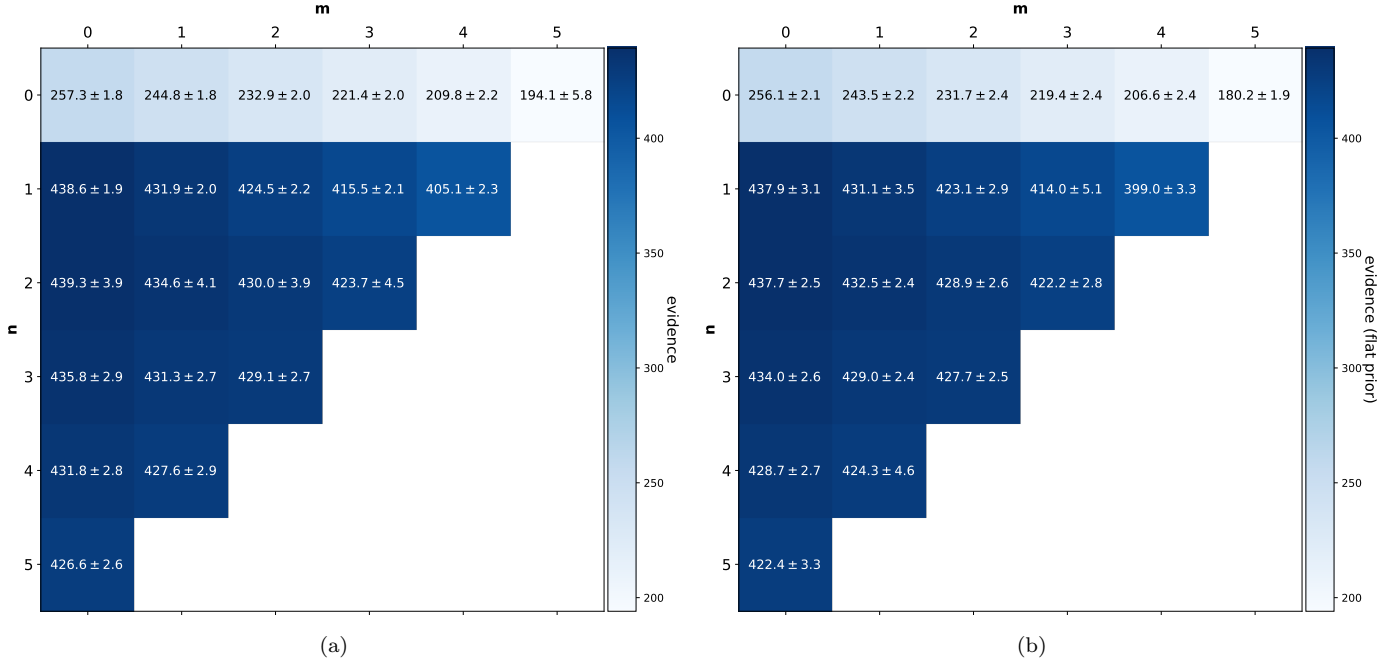 m
0 1 2 3 4 5
0 257.3 ± 1.8 244.8 ± 1.8 232.9 ± 2.0 221.4 ± 2.0 209.8 ± 2.2 194.1 ± 5.8
1 438.6 ± 1.9 431.9 ± 2.0 424.5 ± 2.2 415.5 ± 2.1 405.1 ± 2.3
2 439.3 ± 3.9 434.6 ± 4.1 430.0 ± 3.9 423.7 ± 4.5
n
3 435.8 ± 2.9 431.3 ± 2.7 429.1 ± 2.7
4 431.8 ± 2.8 427.6 ± 2.9
5 426.6 ± 2.6
400
350
300
250
200
evidence
(a)
m
0 1 2 3 4 5
0 256.1 ± 2.1 243.5 ± 2.2 231.7 ± 2.4 219.4 ± 2.4 206.6 ± 2.4 180.2 ± 1.9
1 437.9 ± 3.1 431.1 ± 3.5 423.1 ± 2.9 414.0 ± 5.1 399.0 ± 3.3
2 437.7 ± 2.5 432.5 ± 2.4 428.9 ± 2.6 422.2 ± 2.8
n
3 434.0 ± 2.6 429.0 ± 2.4 427.7 ± 2.5
4 428.7 ± 2.7 424.3 ± 4.6
5 422.4 ± 3.3
400
350
300
250
200
evidence (flat prior)
(b)